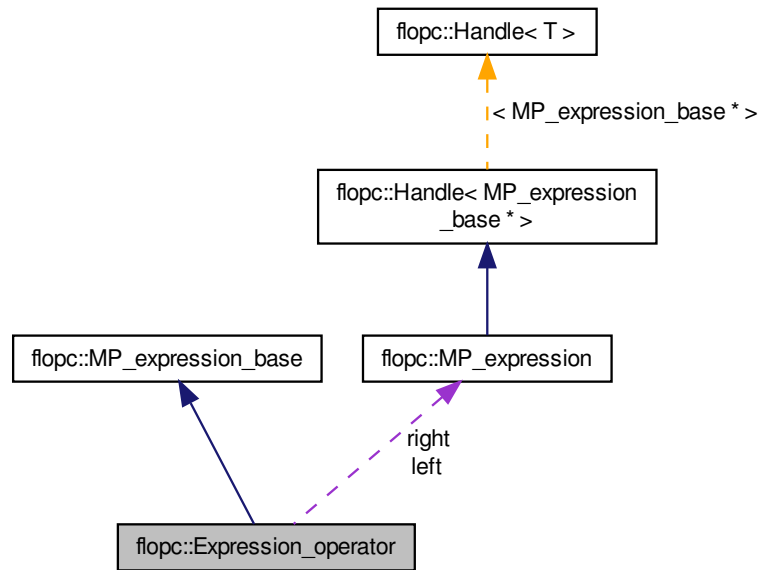 flopc::Handle< T >
< MP_expression_base * >
flopc::Handle< MP_expression
_base * >
flopc::MP_expression_base
flopc::MP_expression
right
left
flopc::Expression_operator